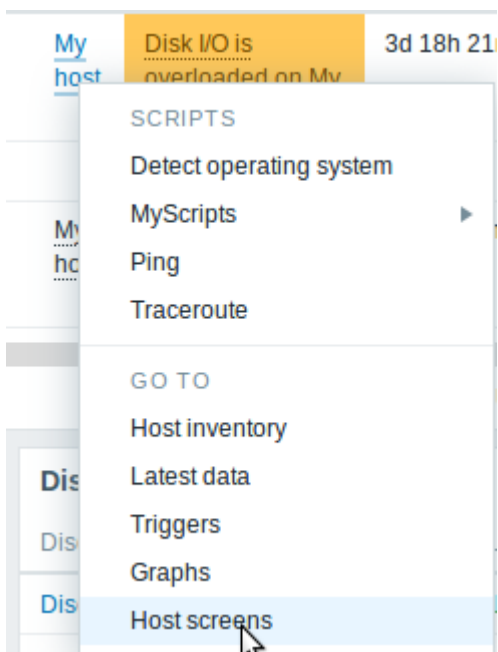 My
Disk I/O is
3d 18h 21
host
overloaded on My
SCRIPTS
Detect operating system
MyScripts
Ping
Traceroute
GO TO
Host inventory
Latest data
Triggers
Graphs
Host screens